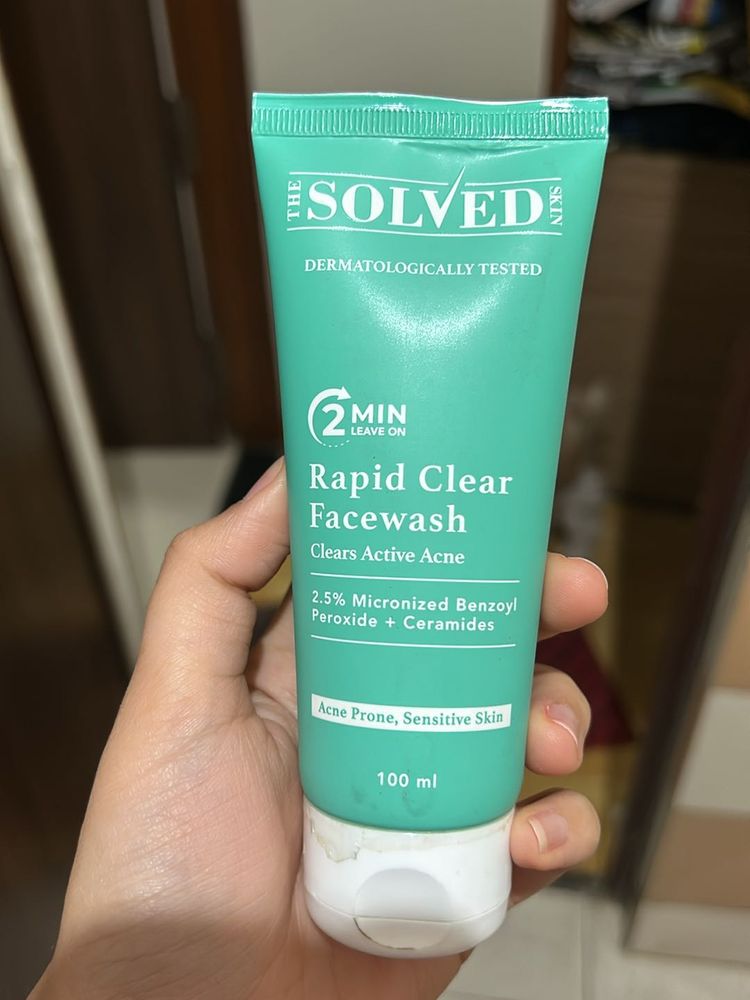 THE SOLVED SKIN
DERMATOLOGICALLY TESTED
2 MIN
LEAVE ON
Rapid Clear
Facewash
Clears Active Acne
2.5% Micronized Benzoyl
Peroxide + Ceramides
Acne Prone, Sensitive Skin
100 ml